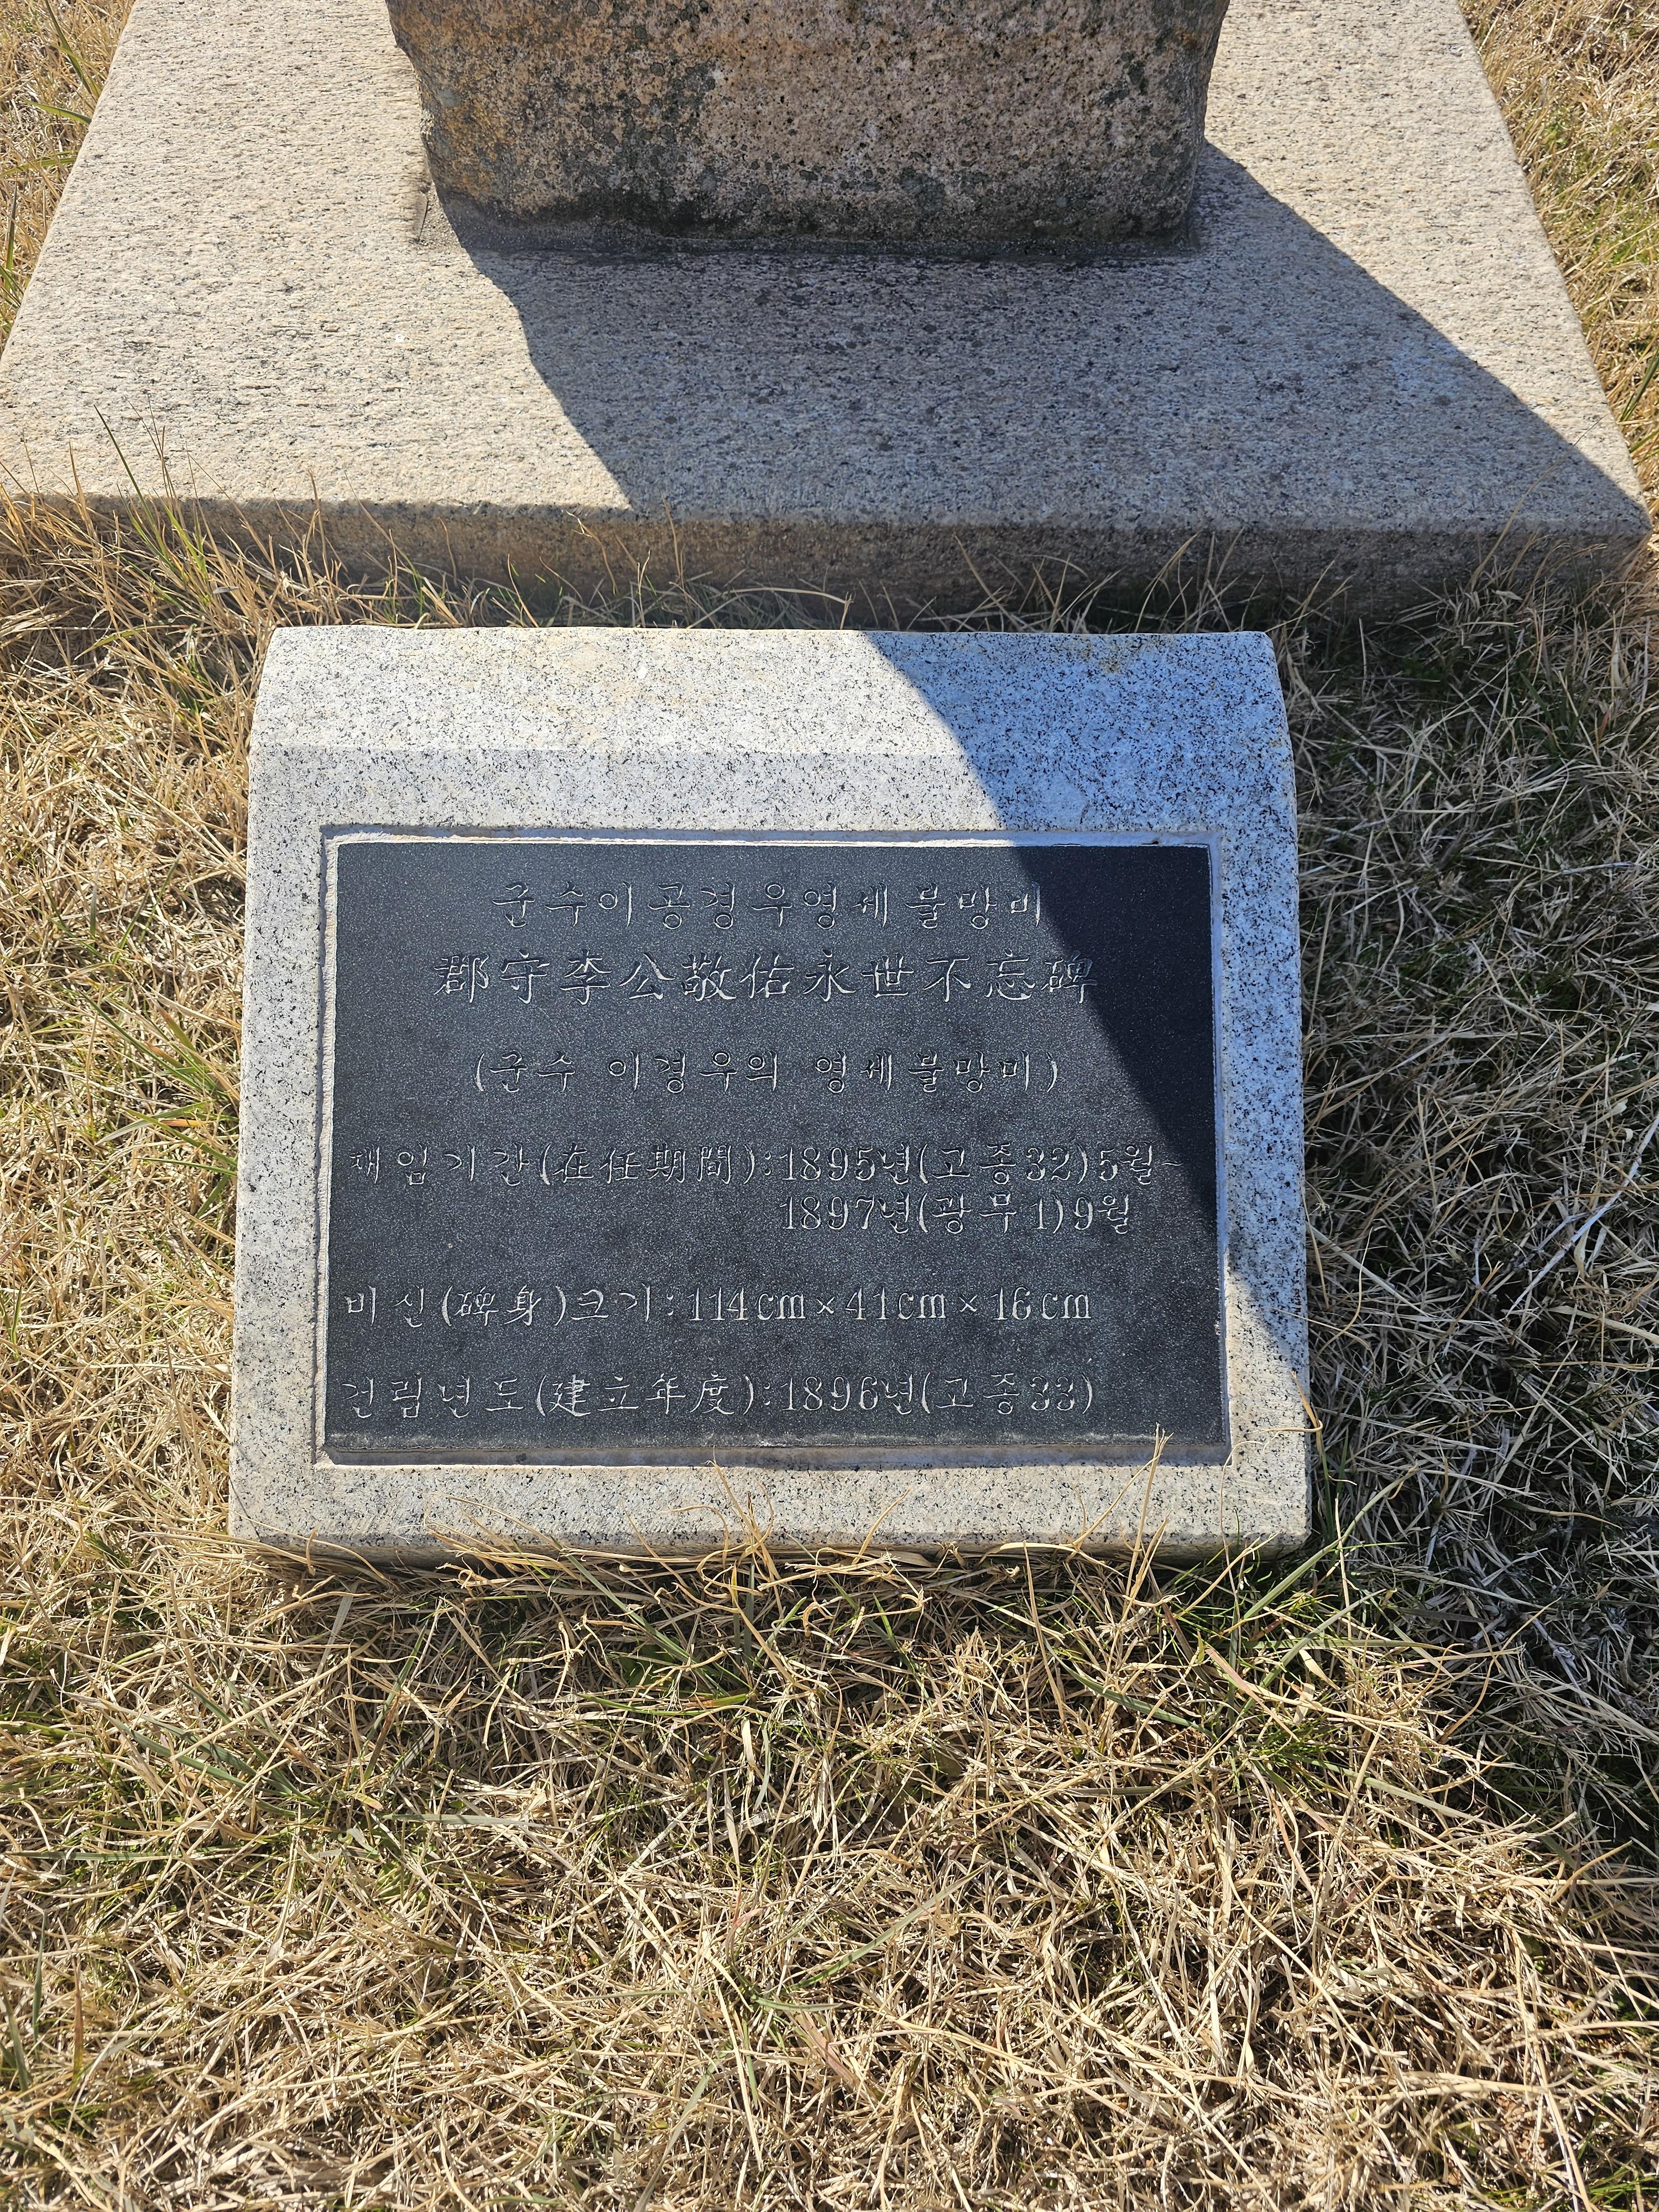 군수이공경우영세불망비
郡守李公敬佑永世不忘碑
(군수 이경우의 영세불망비)
재임기간(在任期間):1895년(고종32)5월~
1897년(광무1)9월
비신(碑身)크기:114cm×41cm×16cm
건립년도(建立年度):1896년(고종33)